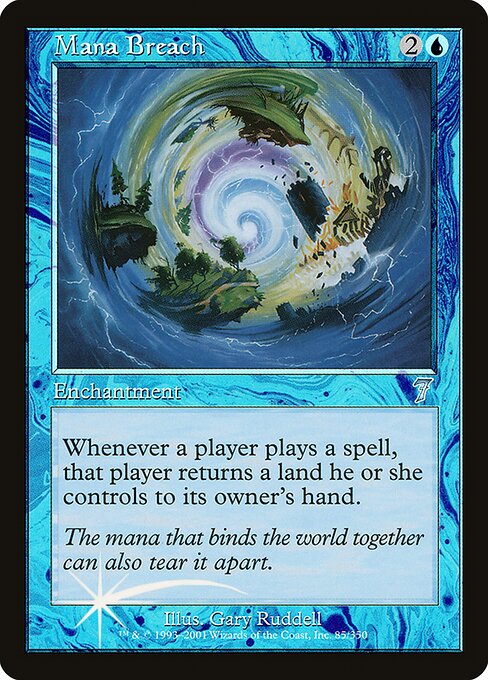 Mana Breach 2
Enchantment 7
Whenever a player plays a spell,
that player returns a land he or she
controls to its owner's hand.
The mana that binds the world together
can also tear it apart.
Illus. Gary Ruddell
™ & © 1993–2001 Wizards of the Coast, Inc. 85/350